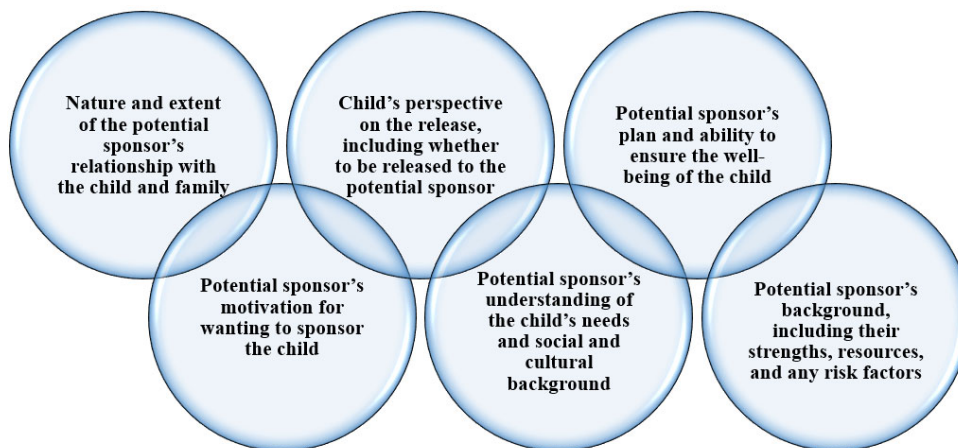 Nature and extent
of the potential
sponsor’s
relationship with
the child and family
Child’s perspective
on the release,
including whether
to be released to the
potential sponsor
Potential sponsor’s
plan and ability to
ensure the well-
being of the child
Potential sponsor’s
motivation for
wanting to sponsor
the child
Potential sponsor’s
understanding of
the child’s needs
and social and
cultural
background
Potential sponsor’s
background,
including their
strengths, resources,
and any risk factors